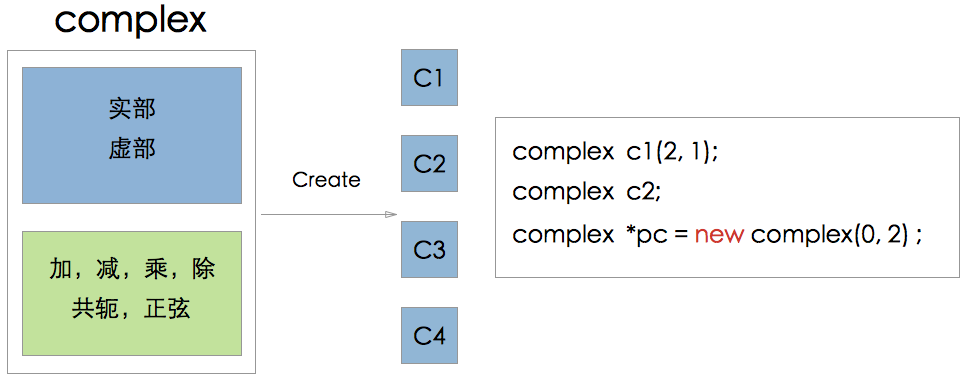 complex
实部
虚部
加，减，乘，除
共轭，正弦
Create
C1
C2
C3
C4
complex c1(2, 1);
complex c2;
complex *pc = new complex(0, 2) ;